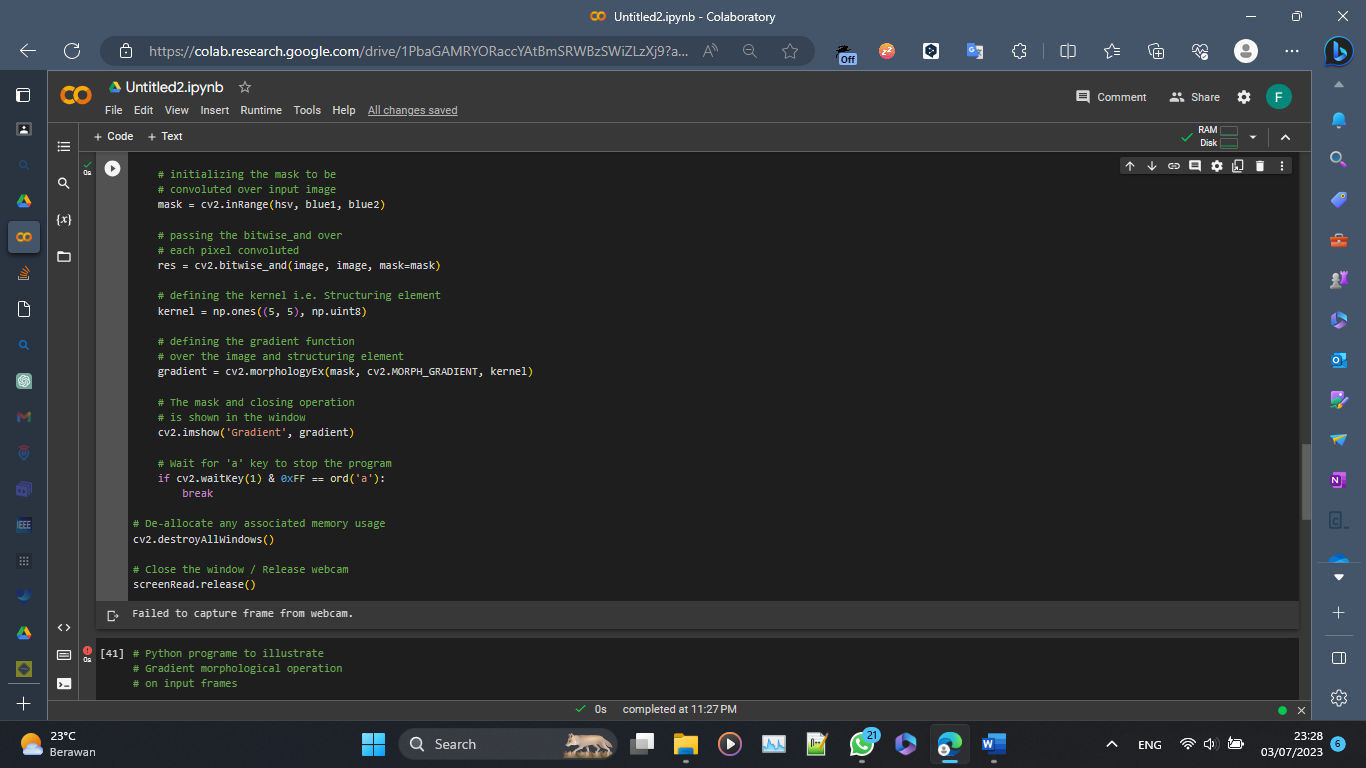 Untitled2.ipynb - Colaboratory
https://colab.research.google.com/drive/1PbaGAMRYORaccYAtBmSRWBzSWiZLzXj9?a...
Off
Untitled2.ipynb
File Edit View Insert Runtime Tools Help All changes saved
Comment Share F
+ Code + Text
RAM
Disk
0s
# initializing the mask to be
# convoluted over input image
mask = cv2.inRange(hsv, blue1, blue2)
# passing the bitwise_and over
# each pixel convoluted
res = cv2.bitwise_and(image, image, mask=mask)
# defining the kernel i.e. Structuring element
kernel = np.ones((5, 5), np.uint8)
# defining the gradient function
# over the image and structuring element
gradient = cv2.morphologyEx(mask, cv2.MORPH_GRADIENT, kernel)
# The mask and closing operation
# is shown in the window
cv2.imshow('Gradient', gradient)
# Wait for 'a' key to stop the program
if cv2.waitKey(1) & 0xFF == ord('a'):
break
# De-allocate any associated memory usage
cv2.destroyAllWindows()
# Close the window / Release webcam
screenRead.release()
Failed to capture frame from webcam.
0s
[41] # Python programe to illustrate
# Gradient morphological operation
# on input frames
0s completed at 11:27 PM
23°C
Berawan
Search
21
ENG
23:28
03/07/2023
6